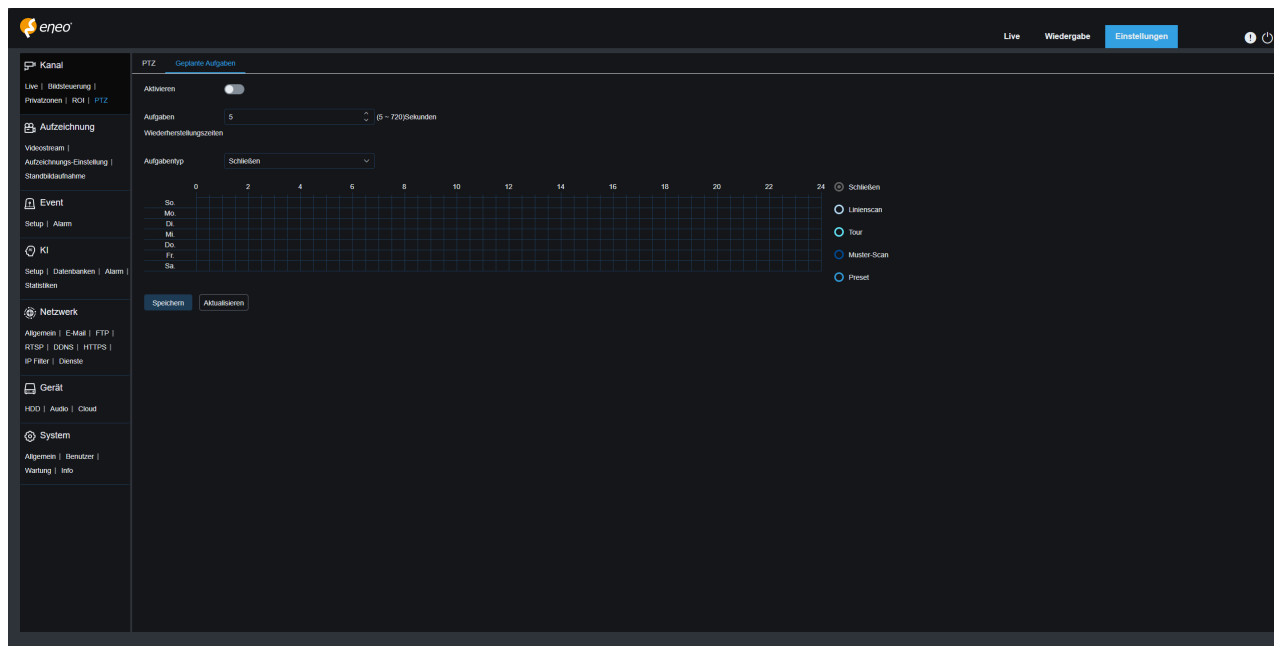 eneo
Live Wiedergabe Einstellungen
Kanal
Live | Bildsteuerung |
Privatzonen | ROI | PTZ
Aufzeichnung
Videostream |
Aufzeichnungs-Einstellung |
Standbildaufnahme
Event
Setup | Alarm
KI
Setup | Datenbanken | Alarm |
Statistiken
Netzwerk
Allgemein | E-Mail | FTP |
RTSP | DDNS | HTTPS |
IP Filter | Dienste
Gerät
HDD | Audio | Cloud
System
Allgemein | Benutzer |
Wartung | Info
PTZ Geplante Aufgaben
Aktivieren
Aufgaben 5 (5 ~ 720)Sekunden
Wiederherstellungszeiten
Aufgabentyp Schließen
0 2 4 6 8 10 12 14 16 18 20 22 24
So.
Mo.
Di.
Mi.
Do.
Fr.
Sa.
Schließen
Linienscan
Tour
Muster-Scan
Preset
Speichern Aktualisieren